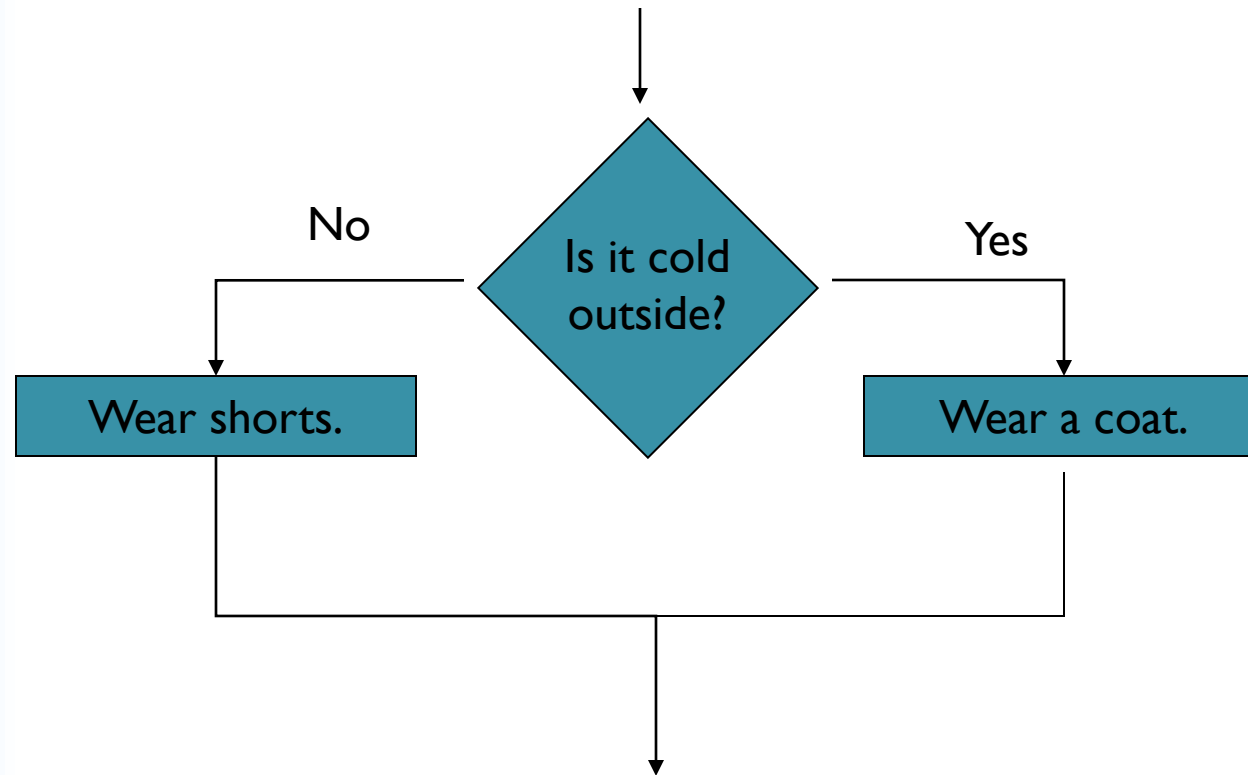 No
Yes
Is it cold
outside?
Wear shorts.
Wear a coat.